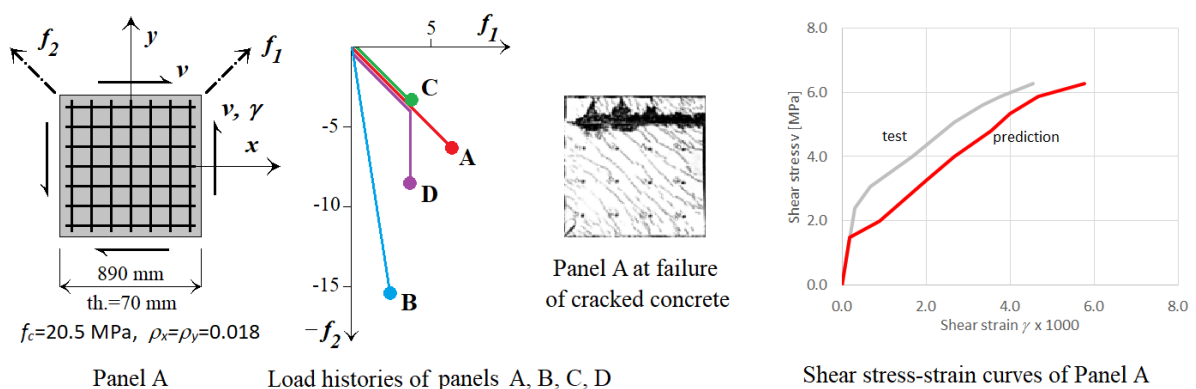 f₂
y
f₁
v
v, γ
x
890 mm
th.=70 mm
f_c=20.5 MPa, ρ_x=ρ_y=0.018
Panel A
5
f₁
C
-5
A
D
-10
-15
B
−f₂
Load histories of panels A, B, C, D
Panel A at failure
of cracked concrete
8.0
6.0
4.0
2.0
0.0
Shear stress v [MPa]
test
prediction
0.0 2.0 4.0 6.0 8.0
Shear strain γ x 1000
Shear stress-strain curves of Panel A